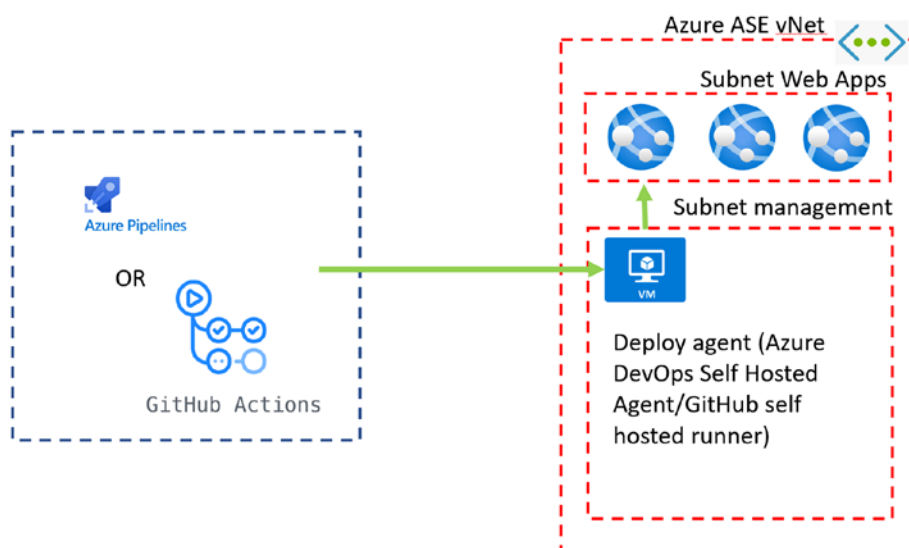 Azure ASE vNet
Subnet Web Apps
Azure Pipelines
OR
GitHub Actions
Subnet management
VM
Deploy agent (Azure
DevOps Self Hosted
Agent/GitHub self
hosted runner)